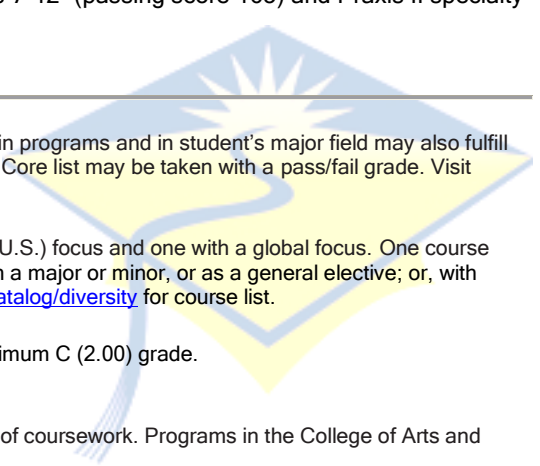 7-12" (passing score 165) and Praxis II specialty
in programs and in student's major field may also fulfill
Core list may be taken with a pass/fail grade. Visit
U.S.) focus and one with a global focus. One course
a major or minor, or as a general elective; or, with
atalog/diversity for course list.
imum C (2.00) grade.
of coursework. Programs in the College of Arts and